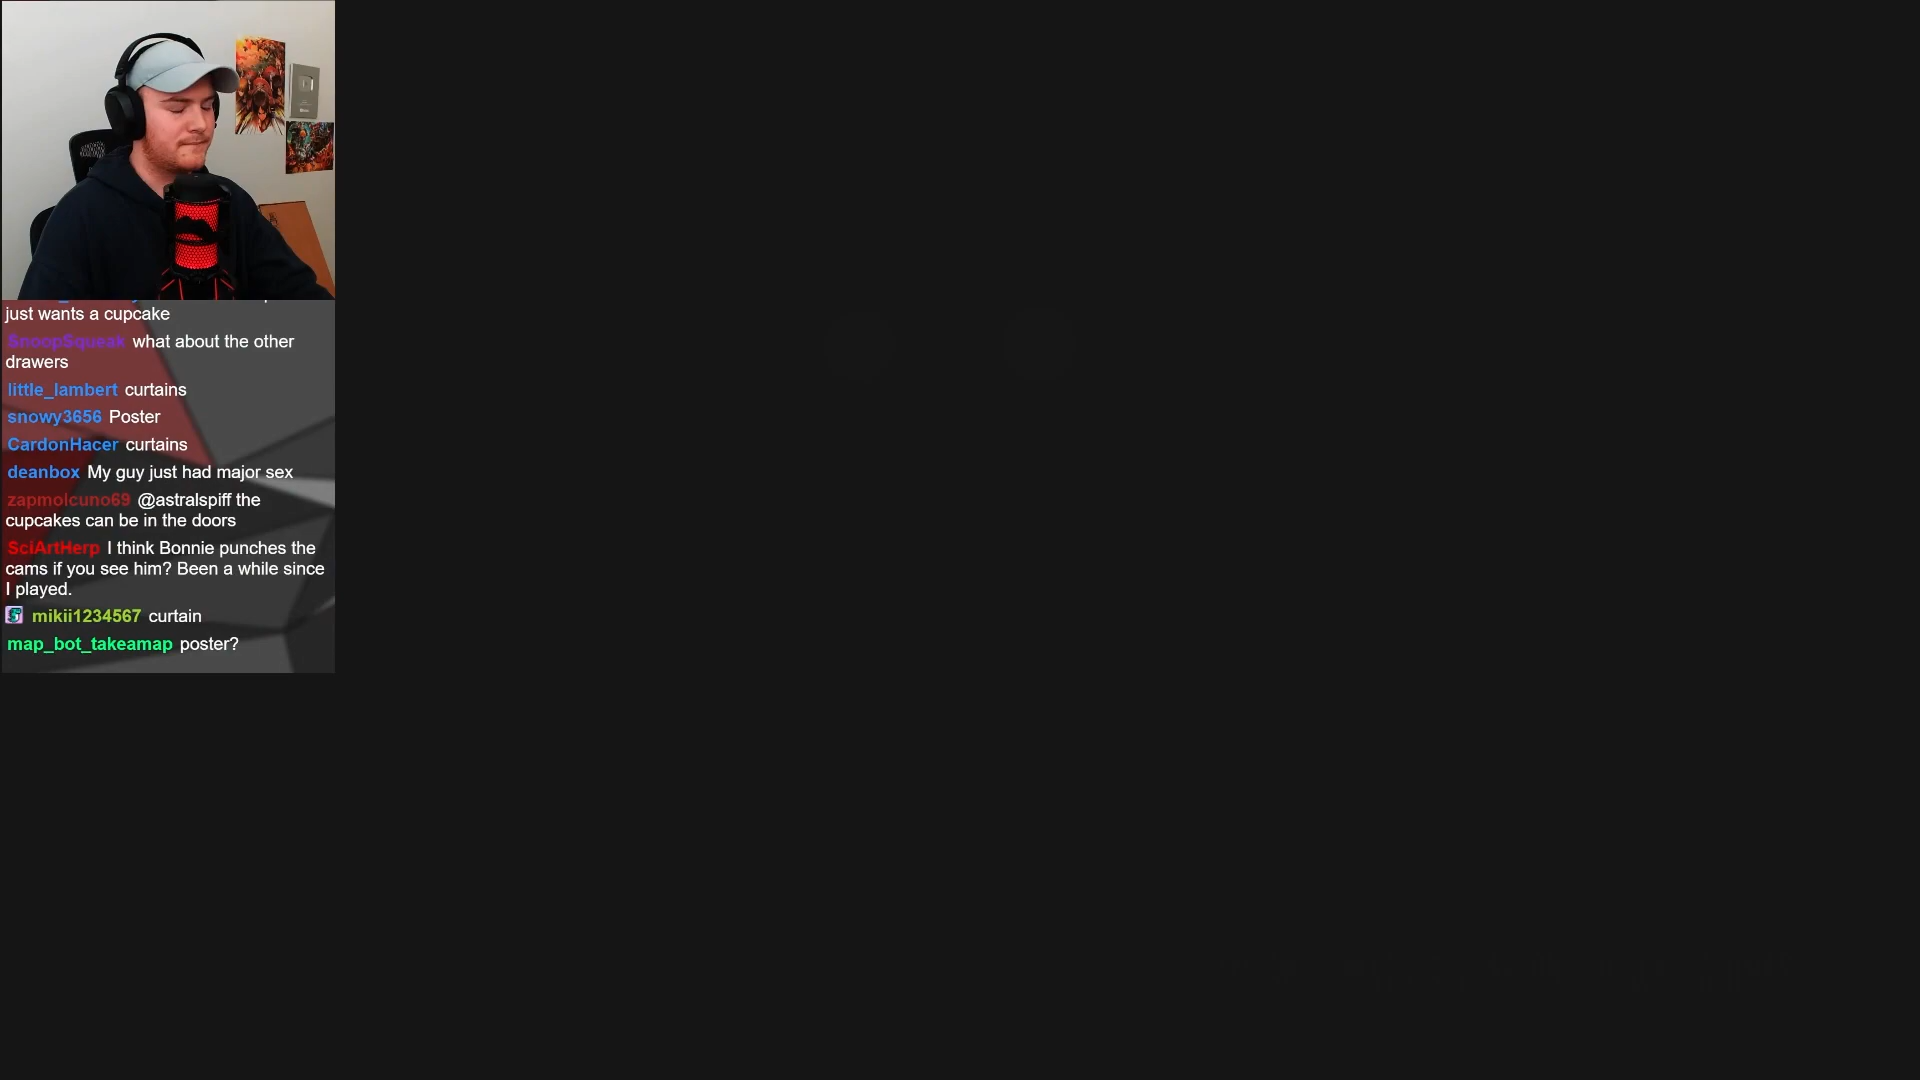 just wants a cupcake
SnoopSqueak what about the other
drawers
little_lambert curtains
snowy3656 Poster
CardonHacer curtains
deanbox My guy just had major sex
zapmolcuno69 @astralspiff the
cupcakes can be in the doors
SciArtHerp I think Bonnie punches the
cams if you see him? Been a while since
I played.
mikii1234567 curtain
map_bot_takeamap poster?